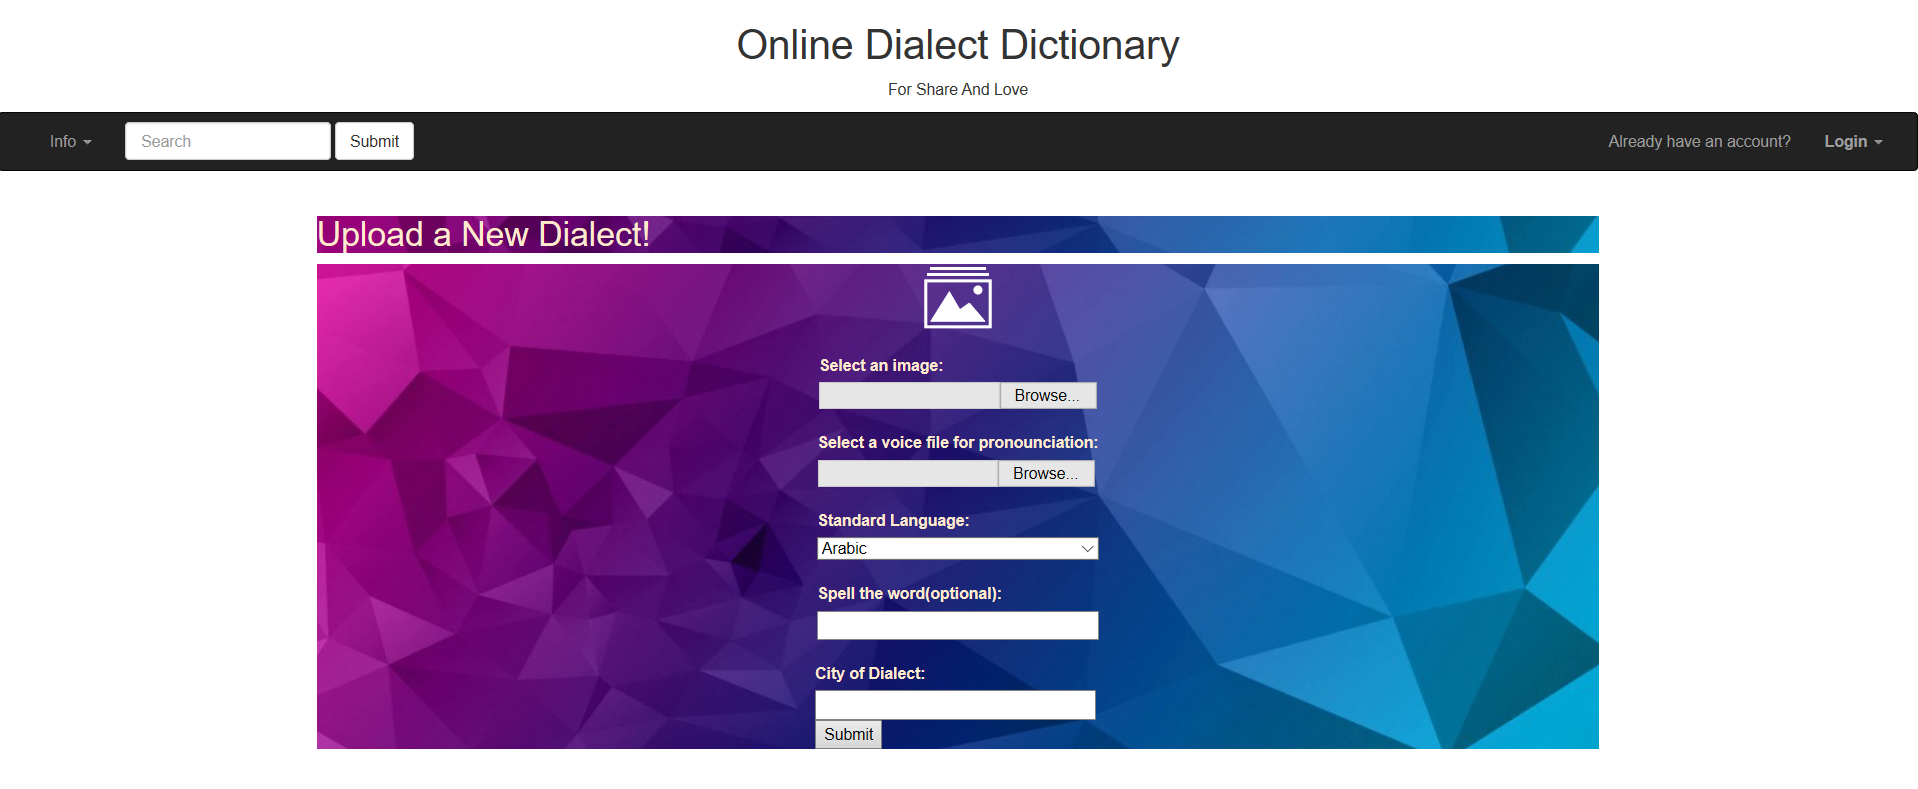 Online Dialect Dictionary
For Share And Love
Info Search Submit Already have an account? Login
Upload a New Dialect!
Select an image:
Browse...
Select a voice file for pronounciation:
Browse...
Standard Language:
Arabic
Spell the word(optional):
City of Dialect:
Submit